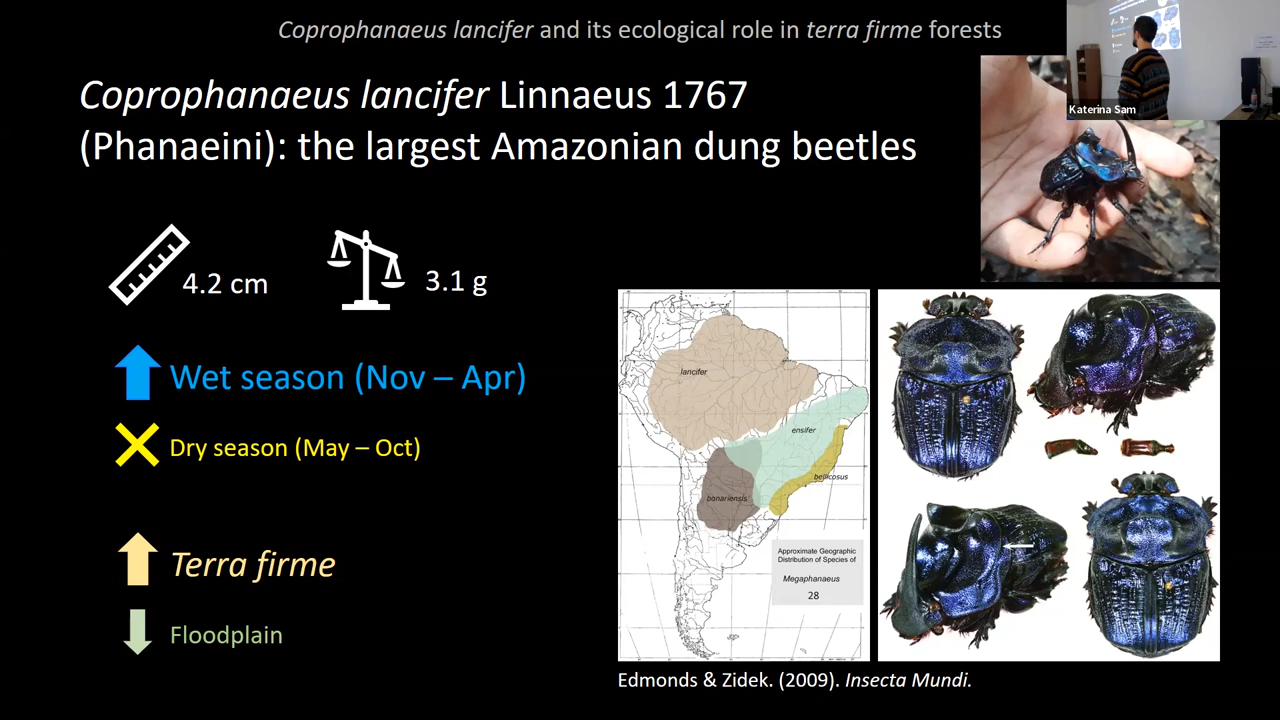 Coprophanaeus lancifer and its ecological role in terra firme forests
Katerina Sam
Coprophanaeus lancifer Linnaeus 1767
(Phanaeini): the largest Amazonian dung beetles
4.2 cm
3.1 g
Wet season (Nov – Apr)
Dry season (May – Oct)
Terra firme
Floodplain
lancifer
ensifer
bellicosus
bonariensis
Approximate Geographic
Distribution of Species of
Megaphanaeus
28
Edmonds & Zidek. (2009). Insecta Mundi.